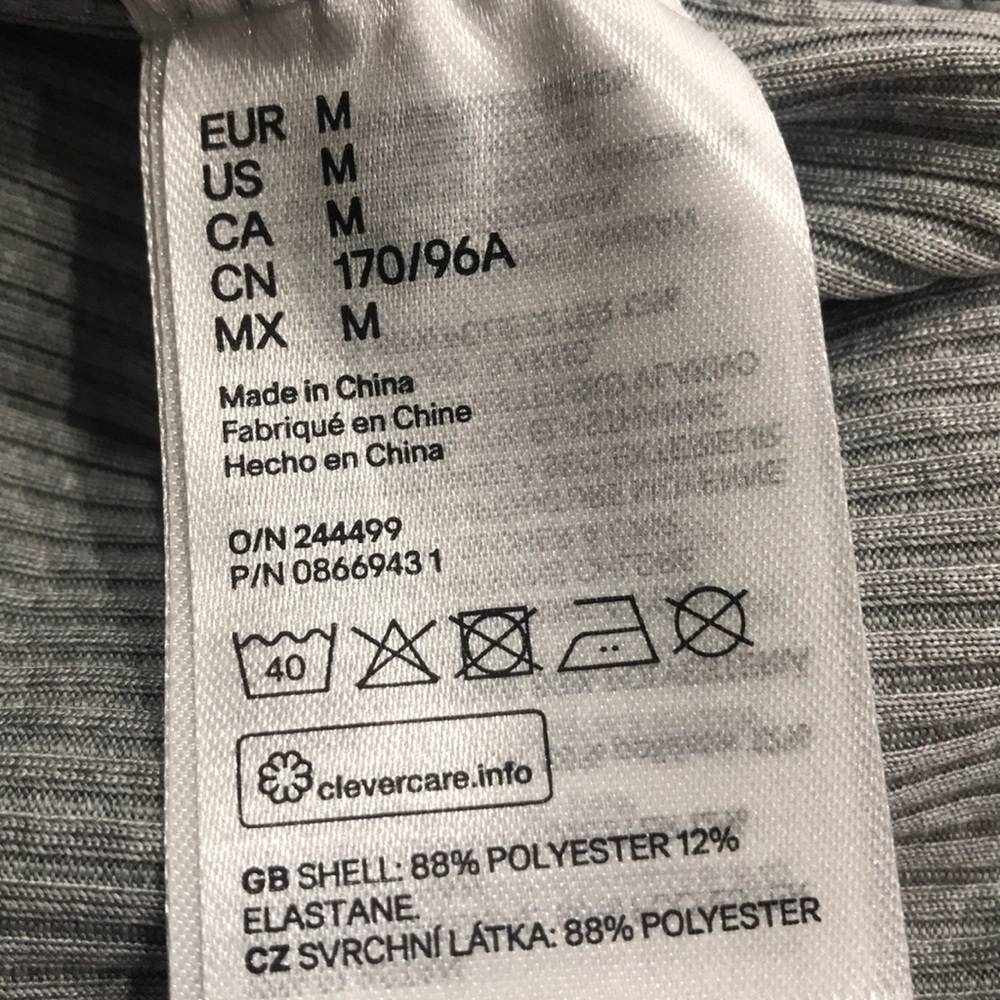 EUR M
US M
CA M
CN 170/96A
MX M
Made in China
Fabriqué en Chine
Hecho en China
O/N 244499
P/N 0866943 1
40
clevercare.info
GB SHELL: 88% POLYESTER 12%
ELASTANE.
CZ SVRCHNÍ LÁTKA: 88% POLYESTER